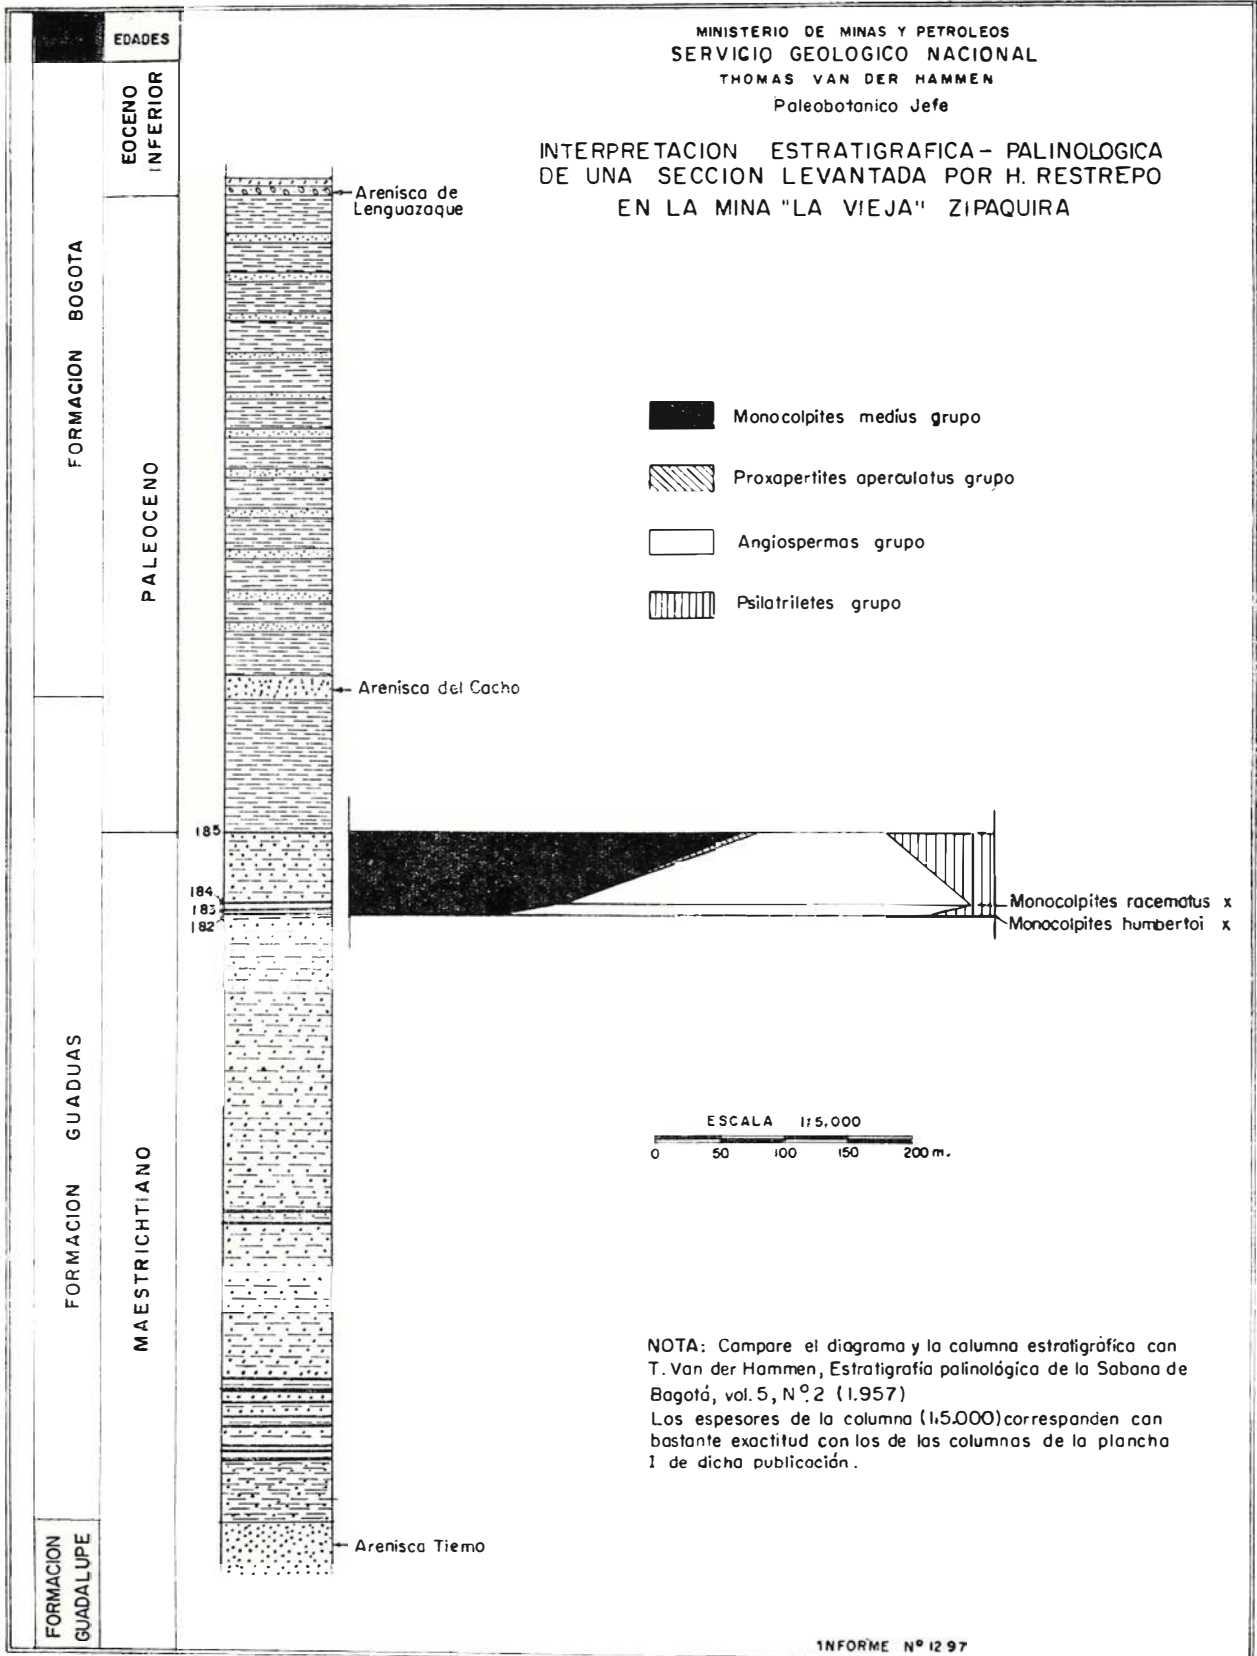 EDADES
MINISTERIO DE MINAS Y PETROLEOS
SERVICIO GEOLOGICO NACIONAL
THOMAS VAN DER HAMMEN
Paleobotanico Jefe
INTERPRETACION ESTRATIGRAFICA - PALINOLOGICA
DE UNA SECCION LEVANTADA POR H. RESTREPO
EN LA MINA "LA VIEJA" ZIPAQUIRA
EOCENO
INFERIOR
Arenisca de
Lenguazaque
FORMACION BOGOTA
PALEOCENO
Monocolpites medius grupo
Proxapertites aperculatus grupo
Angiospermas grupo
Psilatriletes grupo
Arenisca del Cacho
185
184
183
182
Monocolpites racematus x
Monocolpites humbertoi x
FORMACION GUADUAS
MAESTRICHTIANO
ESCALA 1:5,000
0 50 100 150 200 m.
NOTA: Compare el diagrama y la columna estratigráfica con
T. Van der Hammen, Estratigrafía palinológica de la Sabana de
Bogotá, vol. 5, Nº 2 (1.957)
Los espesores de la columna (1:5.000) corresponden con
bastante exactitud con los de las columnas de la plancha
I de dicha publicación.
Arenisca Tierna
FORMACION
GUADALUPE
INFORME Nº 1297